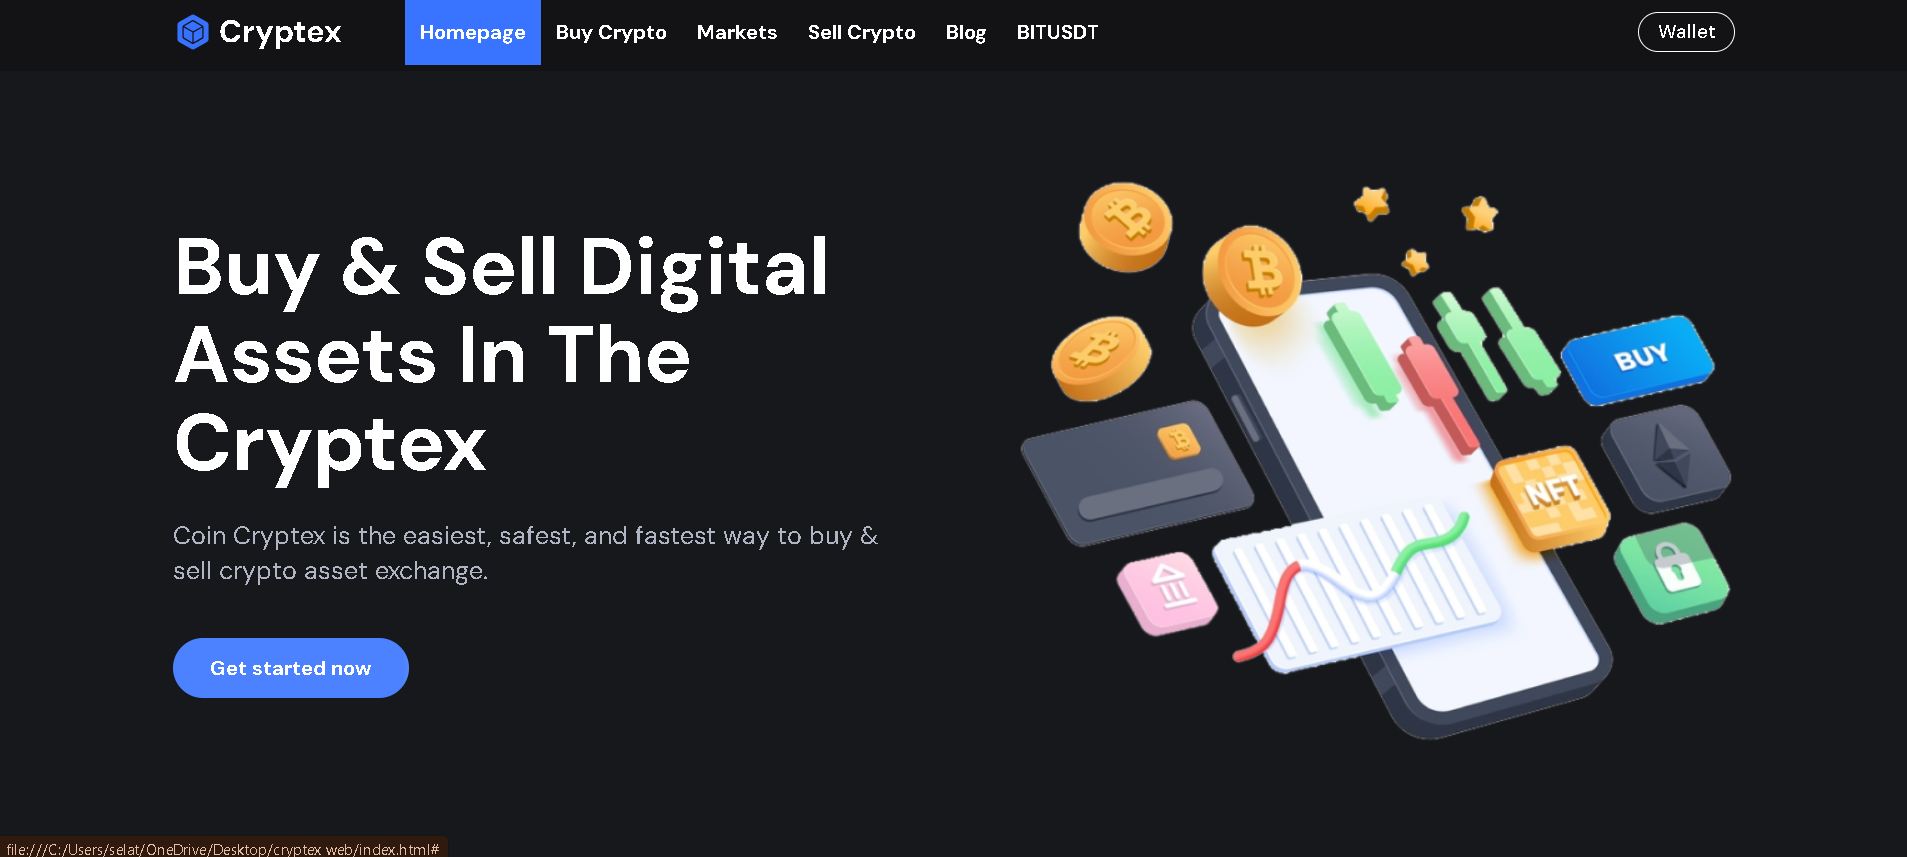 Cryptex
Homepage
Buy Crypto
Markets
Sell Crypto
Blog
BITUSDT
Wallet
Buy & Sell Digital
Assets In The
Cryptex
Coin Cryptex is the easiest, safest, and fastest way to buy &
sell crypto asset exchange.
Get started now
BUY
NFT
file:///C:/Users/selat/OneDrive/Desktop/cryptex web/index.html#